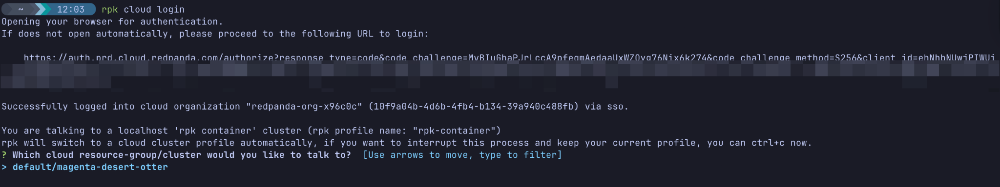 ~ 12:03 rpk cloud login
Opening your browser for authentication.
If does not open automatically, please proceed to the following URL to login:
https://auth.prd.cloud.redpanda.com/authorize?response_type=code&code_challenge_method=S256&client_id=
Successfully logged into cloud organization "redpanda-org-x96c0c" (10f9a04b-4d6b-4fb4-b134-39a940c488fb) via sso.
You are talking to a localhost 'rpk container' cluster (rpk profile name: "rpk-container")
rpk will switch to a cloud cluster profile automatically, if you want to interrupt this process and keep your current profile, you can ctrl+c now.
? Which cloud resource-group/cluster would you like to talk to? [Use arrows to move, type to filter]
> default/magenta-desert-otter